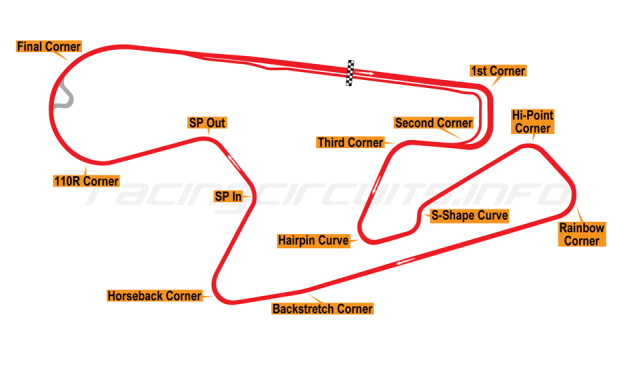 Final Corner
1st Corner
Hi-Point
Corner
SP Out
Second Corner
Third Corner
110R Corner
racingcircuits.info
SP In
S-Shape Curve
Rainbow
Corner
Hairpin Curve
Horseback Corner
Backstretch Corner